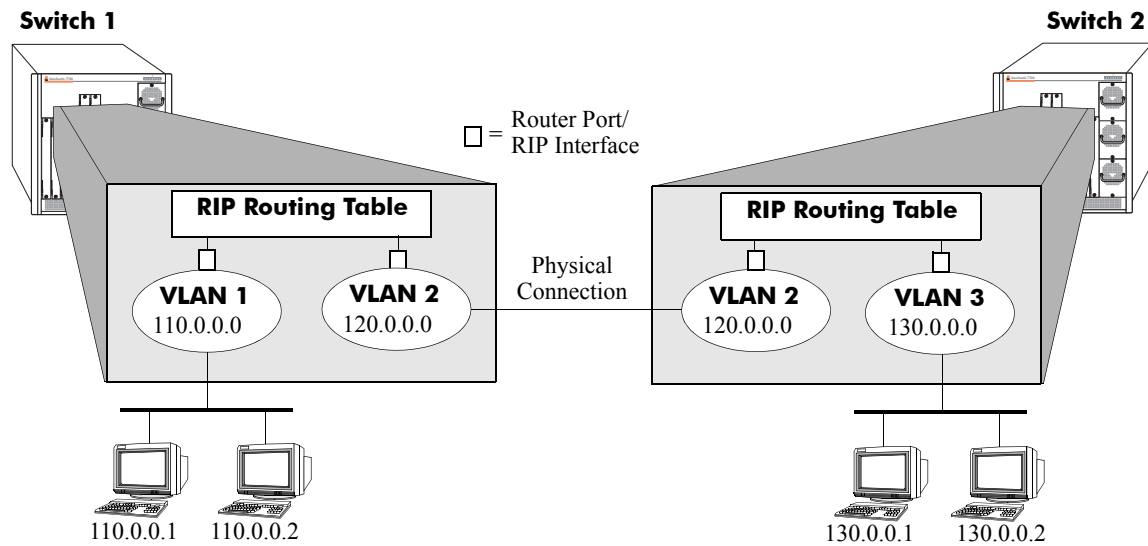 Switch 1
Switch 2
= Router Port/
RIP Interface
RIP Routing Table
RIP Routing Table
VLAN 1
110.0.0.0
VLAN 2
120.0.0.0
Physical
Connection
VLAN 2
120.0.0.0
VLAN 3
130.0.0.0
110.0.0.1
110.0.0.2
130.0.0.1
130.0.0.2